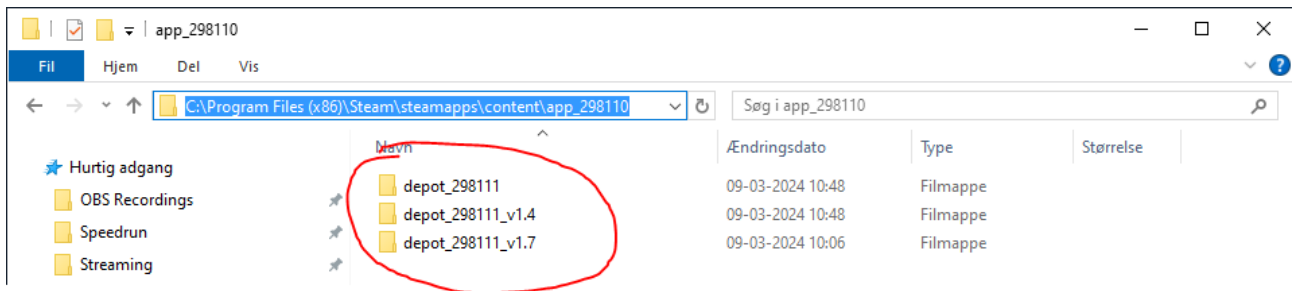 app_298110
Fil Hjem Del Vis
C:\Program Files (x86)\Steam\steamapps\content\app_298110 Søg i app_298110
Navn Ændringsdato Type Størrelse
Hurtig adgang
OBS Recordings
Speedrun
Streaming
depot_298111 09-03-2024 10:48 Filmappe
depot_298111_v1.4 09-03-2024 10:48 Filmappe
depot_298111_v1.7 09-03-2024 10:06 Filmappe